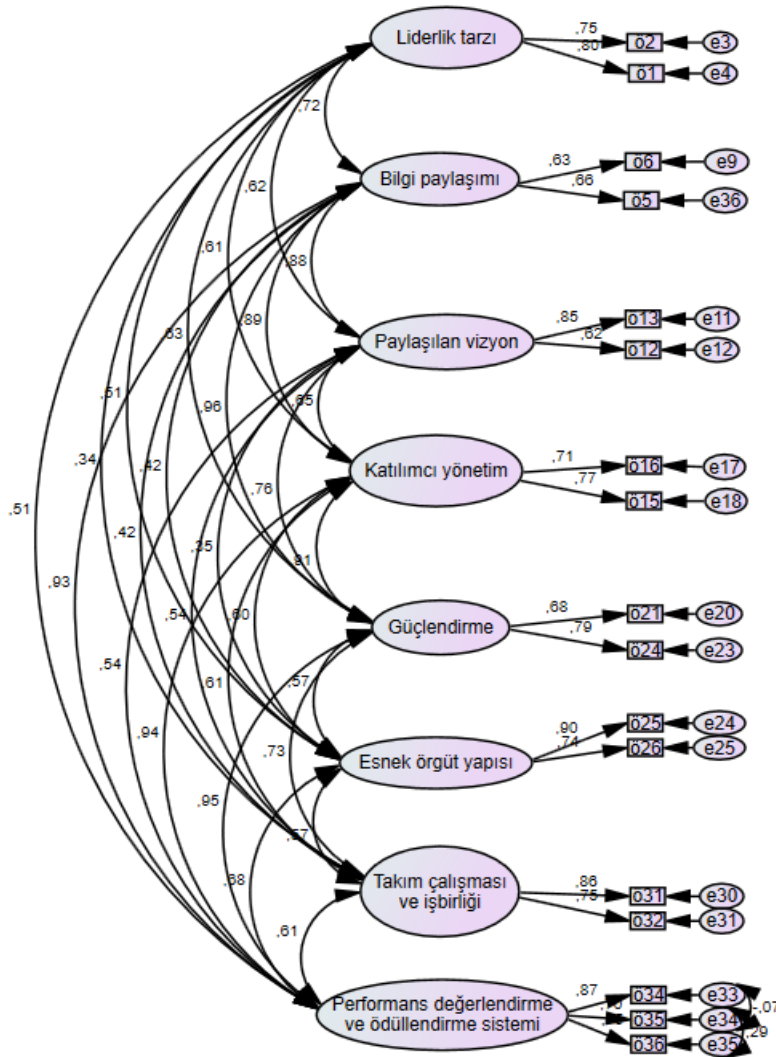 ,75
Liderlik tarzı
ö2
e3
,80
ö1
e4
,72
,63
ö6
e9
Bilgi paylaşımı
,66
ö5
e36
,62
,88
,61
,85
ö13
e11
,63
,89
Paylaşılan vizyon
,62
ö12
e12
,51
,96
,65
,34
,42
,71
ö16
e17
Katılımcı yönetim
,76
,77
ö15
e18
,51
,42
,35
,93
,91
,54
,60
,68
ö21
e20
Güçlendirme
,79
ö24
e23
,54
,61
,57
,94
,73
,90
ö25
e24
,74
ö26
e25
Esnek örgüt yapısı
,95
,57
,68
Takım çalışması
ve işbirliği
,86
ö31
e30
,75
ö32
e31
,61
,87
ö34
e33
Performans değerlendirme
-,07
ö35
e34
ve ödüllendirme sistemi
,29
ö36
e35